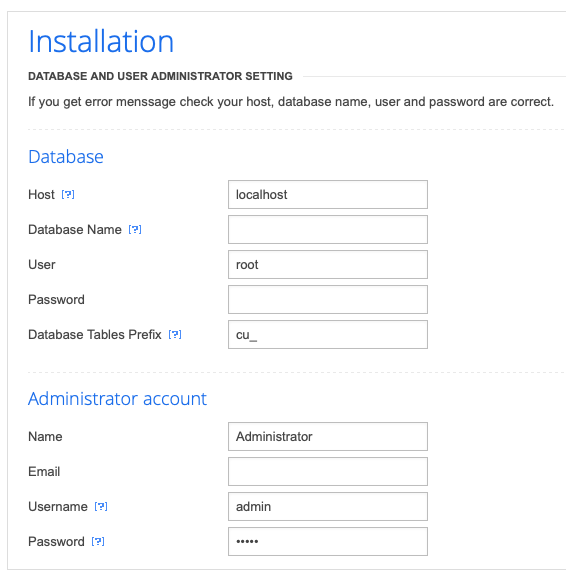 Installation
DATABASE AND USER ADMINISTRATOR SETTING
If you get error menssage check your host, database name, user and password are correct.
Database
Host [?] localhost
Database Name [?]
User root
Password
Database Tables Prefix [?] cu_
Administrator account
Name Administrator
Email
Username [?] admin
Password [?] •••••